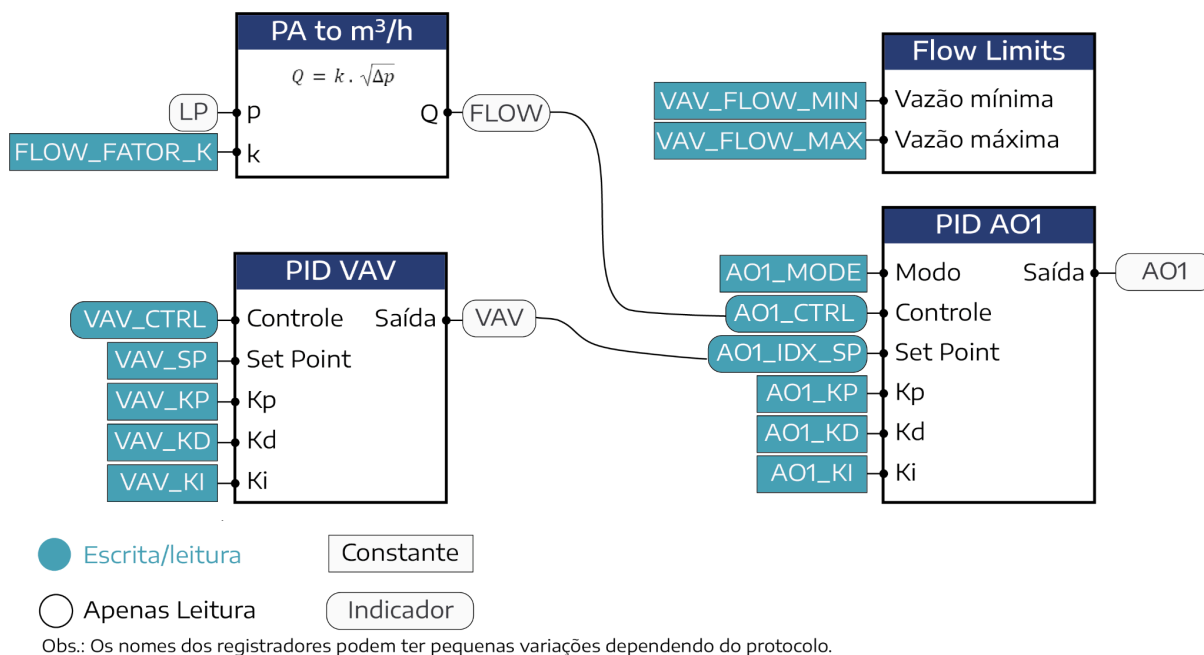 PA to m³/h
Q = k . √Δp
LP
p
Q
FLOW
FLOW_FATOR_K
k
Flow Limits
VAV_FLOW_MIN
Vazão mínima
VAV_FLOW_MAX
Vazão máxima
PID VAV
VAV_CTRL
Controle
Saída
VAV
VAV_SP
Set Point
VAV_KP
Kp
VAV_KD
Kd
VAV_KI
Ki
PID AO1
AO1_MODE
Modo
Saída
AO1
AO1_CTRL
Controle
AO1_IDX_SP
Set Point
AO1_KP
Kp
AO1_KD
Kd
AO1_KI
Ki
Escrita/leitura
Constante
Apenas Leitura
Indicador
Obs.: Os nomes dos registradores podem ter pequenas variações dependendo do protocolo.